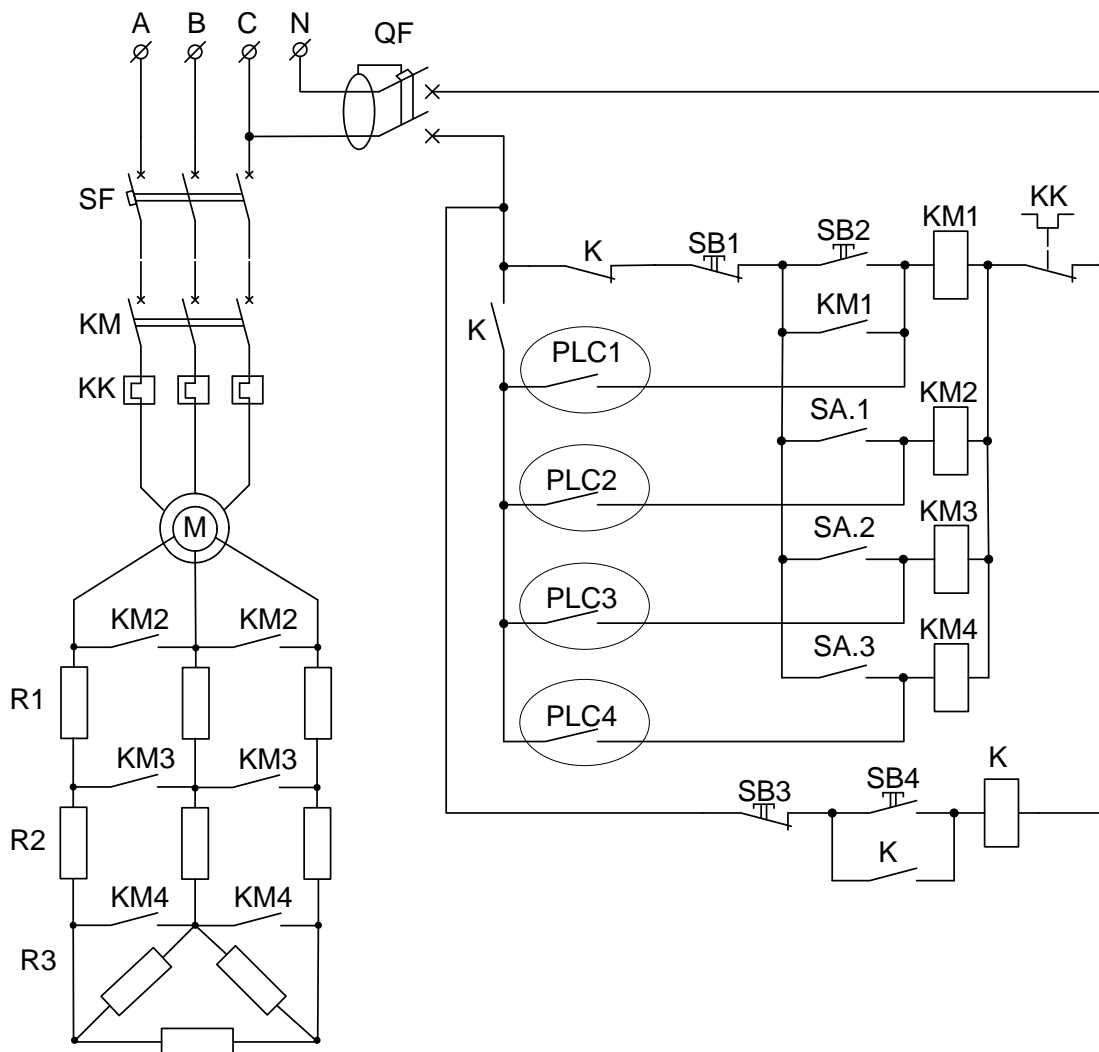 A B C N
QF
SF
KM1 KK
SB2
K SB1
KM
KM1
K
PLC1
KK
KM2
SA.1
PLC2
KM3
M
SA.2
PLC3
KM2 KM2
KM4
SA.3
R1
PLC4
KM3 KM3
K
SB3 SB4
R2
K
KM4 KM4
R3